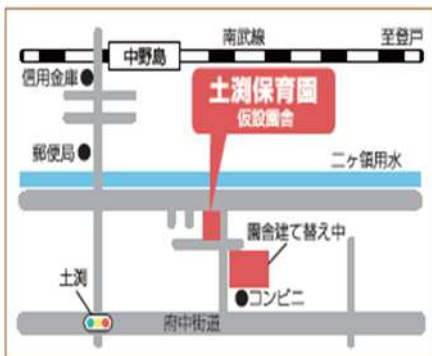 南武線
至登戸
中野島
信用金庫
土渕保育園
仮設園舎
郵便局
二ヶ領用水
園舎建て替え中
土渕
コンビニ
府中街道